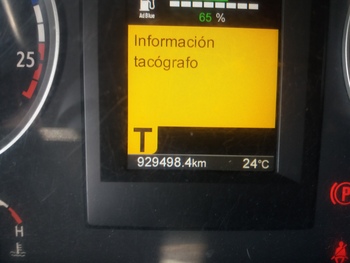 AdBlue
65 %
Información
tacógrafo
25
T
929498.4km
24°C
H
P